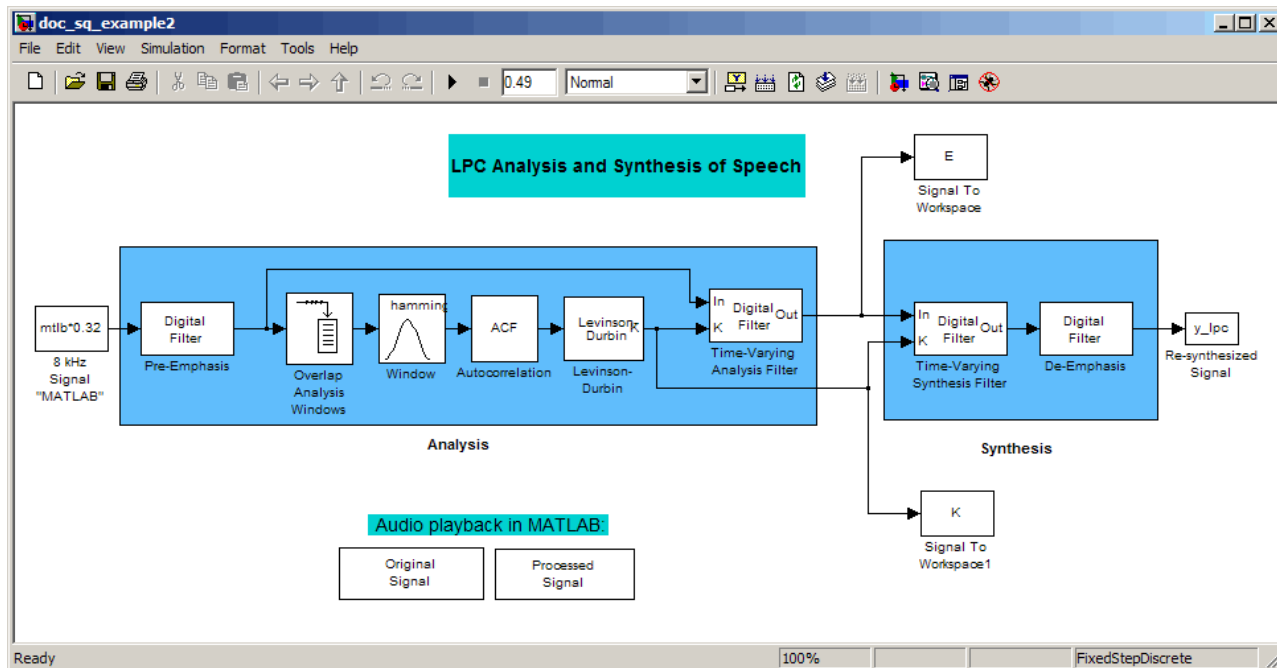 doc_sq_example2
File Edit View Simulation Format Tools Help
0.49 Normal
LPC Analysis and Synthesis of Speech
E
Signal To
Workspace
mtlb*0.32
8 kHz
Signal
"MATLAB"
Digital
Filter
Pre-Emphasis
Overlap
Analysis
Windows
hamming
Window
ACF
Autocorrelation
Levinson-
Durbin
K
Levinson-
Durbin
In
K
Digital
Filter
Out
Time-Varying
Analysis Filter
Analysis
In
K
Digital
Filter
Out
Time-Varying
Synthesis Filter
Digital
Filter
De-Emphasis
Synthesis
y_lpc
Re-synthesized
Signal
K
Signal To
Workspace1
Audio playback in MATLAB:
Original
Signal
Processed
Signal
Ready 100% FixedStepDiscrete